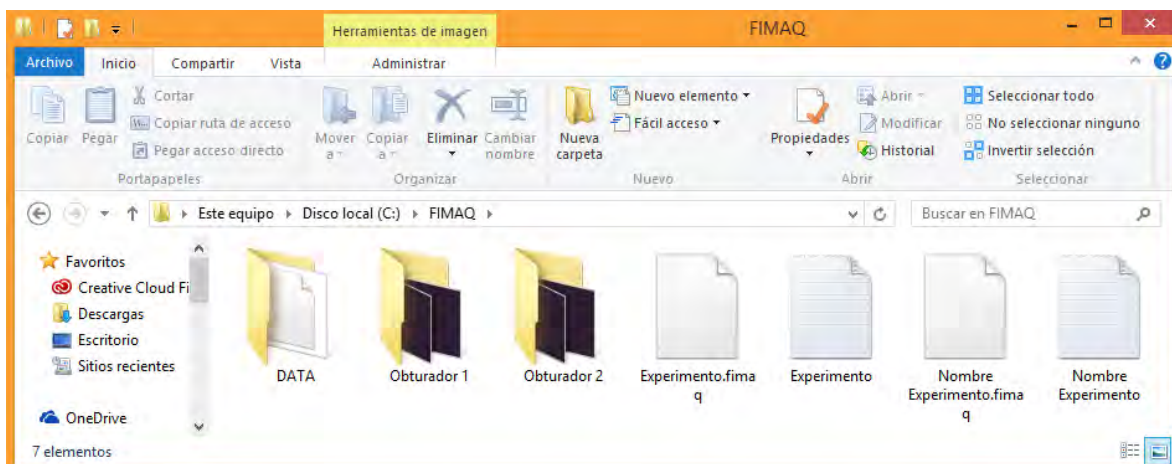 Herramientas de imagen
FIMAQ
Archivo Inicio Compartir Vista Administrar
Copiar
Pegar
Cortar
Copiar ruta de acceso
Pegar acceso directo
Portapapeles
Mover a
Copiar a
Eliminar
Cambiar nombre
Organizar
Nueva carpeta
Nuevo elemento
Fácil acceso
Nuevo
Propiedades
Abrir
Modificar
Historial
Abrir
Seleccionar todo
No seleccionar ninguno
Invertir selección
Seleccionar
Este equipo Disco local (C:) FIMAQ
Buscar en FIMAQ
Favoritos
Creative Cloud Fi
Descargas
Escritorio
Sitios recientes
OneDrive
DATA
Obturador 1
Obturador 2
Experimento.fima
q
Experimento
Nombre
Experimento.fima
q
Nombre
Experimento
7 elementos